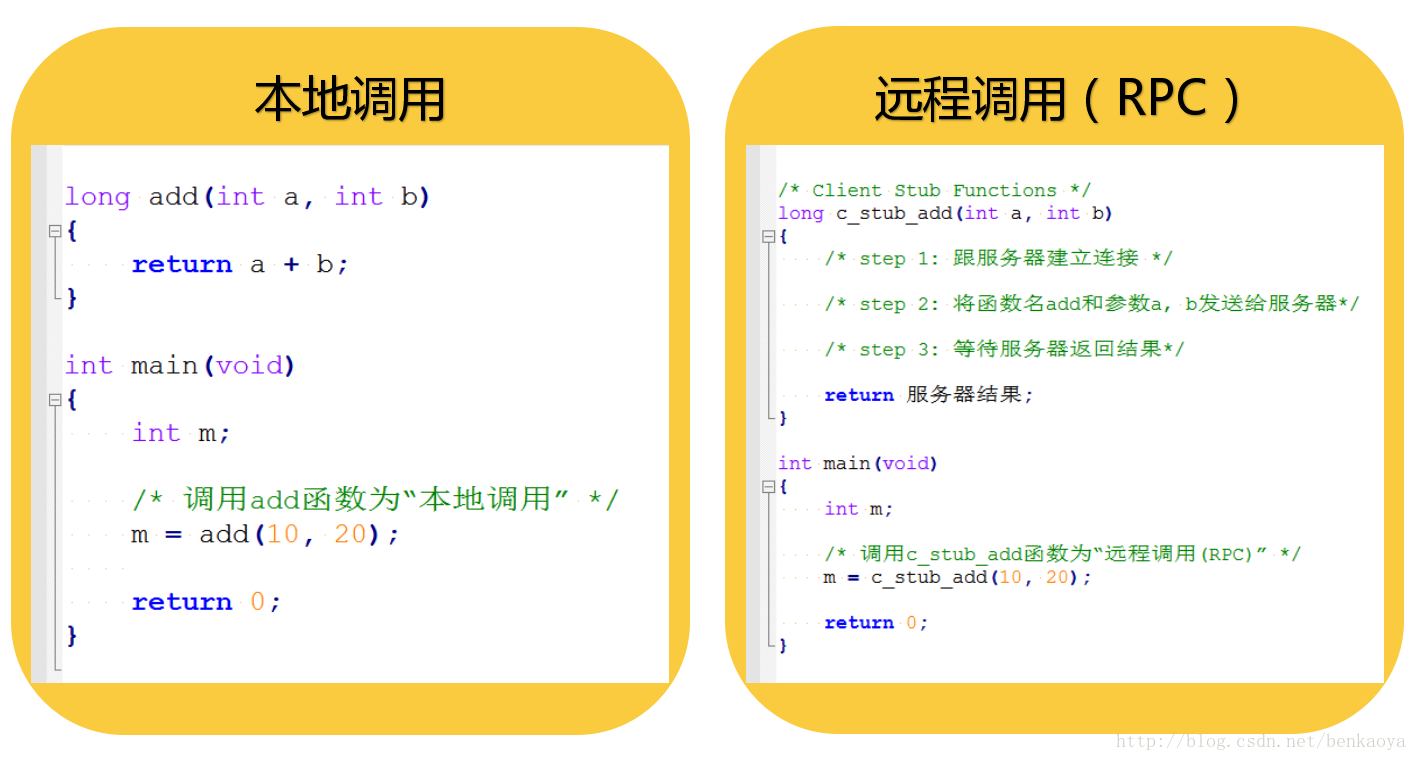 本地调用
long add(int a, int b)
{
return a + b;
}
int main(void)
{
int m;
/* 调用add函数为“本地调用” */
m = add(10, 20);
return 0;
}
远程调用（RPC）
/* Client Stub Functions */
long c_stub_add(int a, int b)
{
/* step 1: 跟服务器建立连接 */
/* step 2: 将函数名add和参数a, b发送给服务器*/
/* step 3: 等待服务器返回结果*/
return 服务器结果;
}
int main(void)
{
int m;
/* 调用c_stub_add函数为“远程调用(RPC)” */
m = c_stub_add(10, 20);
return 0;
}
http://blog.csdn.net/benkaoya